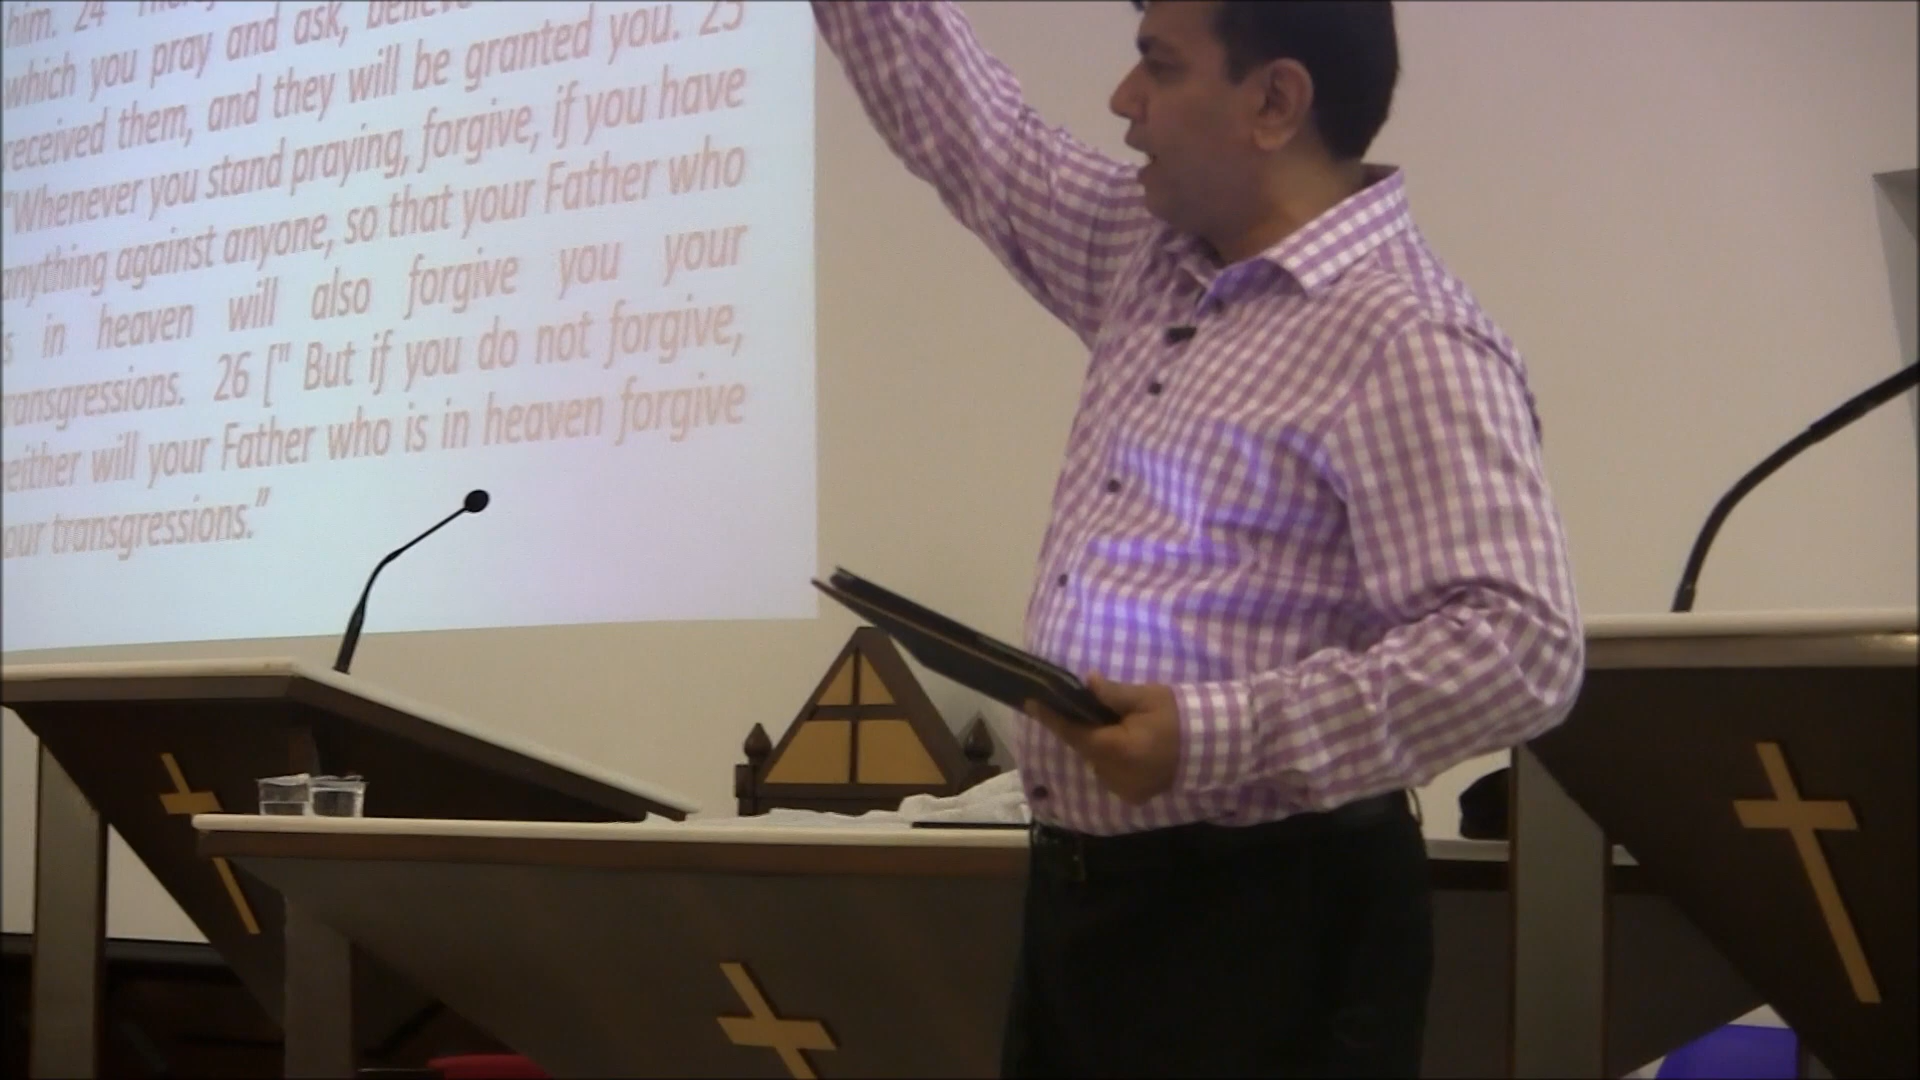 him. 24
which you pray and ask, believe
received them, and they will be granted you. 25
"Whenever you stand praying, forgive, if you have
anything against anyone, so that your Father who
is in heaven will also forgive you your
transgressions. 26 [" But if you do not forgive,
neither will your Father who is in heaven forgive
your transgressions."